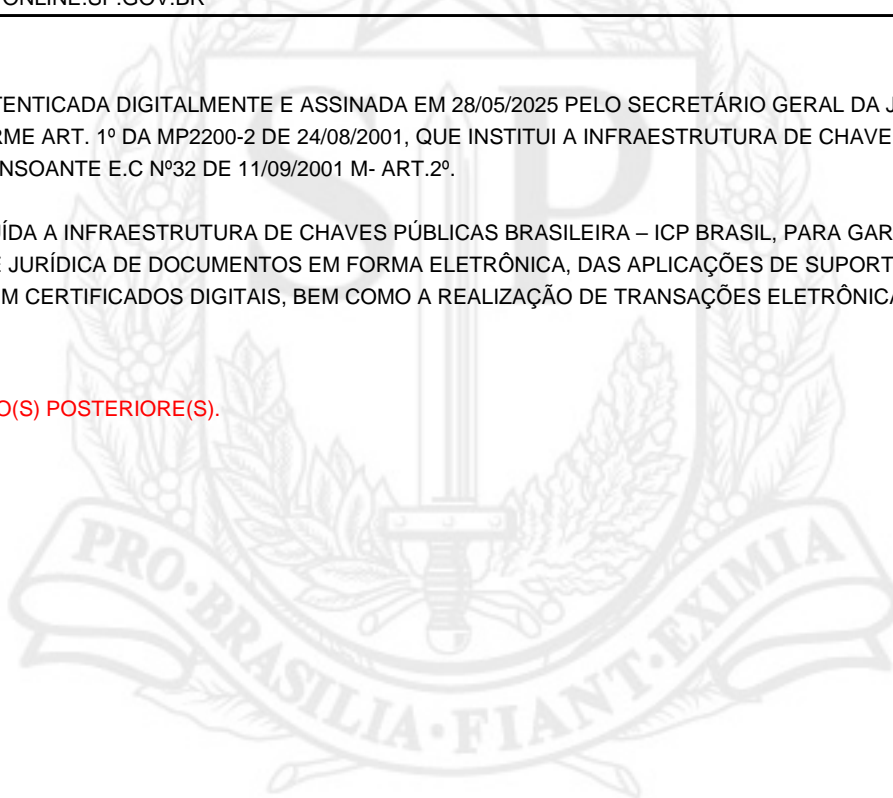 ONLINE.SP.GOV.BR
TENTICADA DIGITALMENTE E ASSINADA EM 28/05/2025 PELO SECRETÁRIO GERAL DA J
RME ART. 1º DA MP2200-2 DE 24/08/2001, QUE INSTITUI A INFRAESTRUTURA DE CHAVE
NSOANTE E.C Nº32 DE 11/09/2001 M- ART.2º.
ÍDA A INFRAESTRUTURA DE CHAVES PÚBLICAS BRASILEIRA – ICP BRASIL, PARA GAR
E JURÍDICA DE DOCUMENTOS EM FORMA ELETRÔNICA, DAS APLICAÇÕES DE SUPORT
M CERTIFICADOS DIGITAIS, BEM COMO A REALIZAÇÃO DE TRANSAÇÕES ELETRÔNICA
O(S) POSTERIORE(S).
SP
PRO·BRASILIA·FIANT·EXIMIA